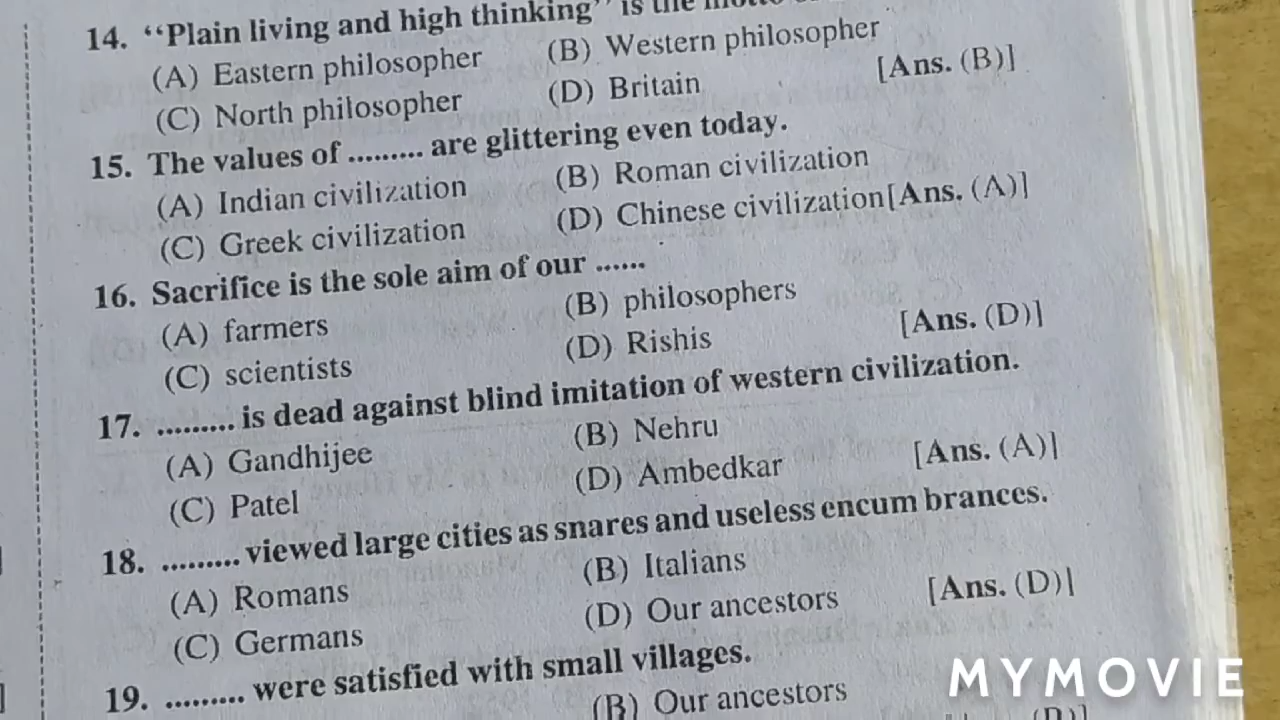 14. “Plain living and high thinking” is the
(A) Eastern philosopher (B) Western philosopher
(C) North philosopher (D) Britain [Ans. (B)]
15. The values of ......... are glittering even today.
(A) Indian civilization (B) Roman civilization
(C) Greek civilization (D) Chinese civilization[Ans. (A)]
16. Sacrifice is the sole aim of our ......
(A) farmers (B) philosophers
(C) scientists (D) Rishis [Ans. (D)]
17. ......... is dead against blind imitation of western civilization.
(A) Gandhijee (B) Nehru
(C) Patel (D) Ambedkar [Ans. (A)]
18. ......... viewed large cities as snares and useless encum brances.
(A) Romans (B) Italians
(C) Germans (D) Our ancestors [Ans. (D)]
19. ......... were satisfied with small villages.
(B) Our ancestors
MYMOVIE